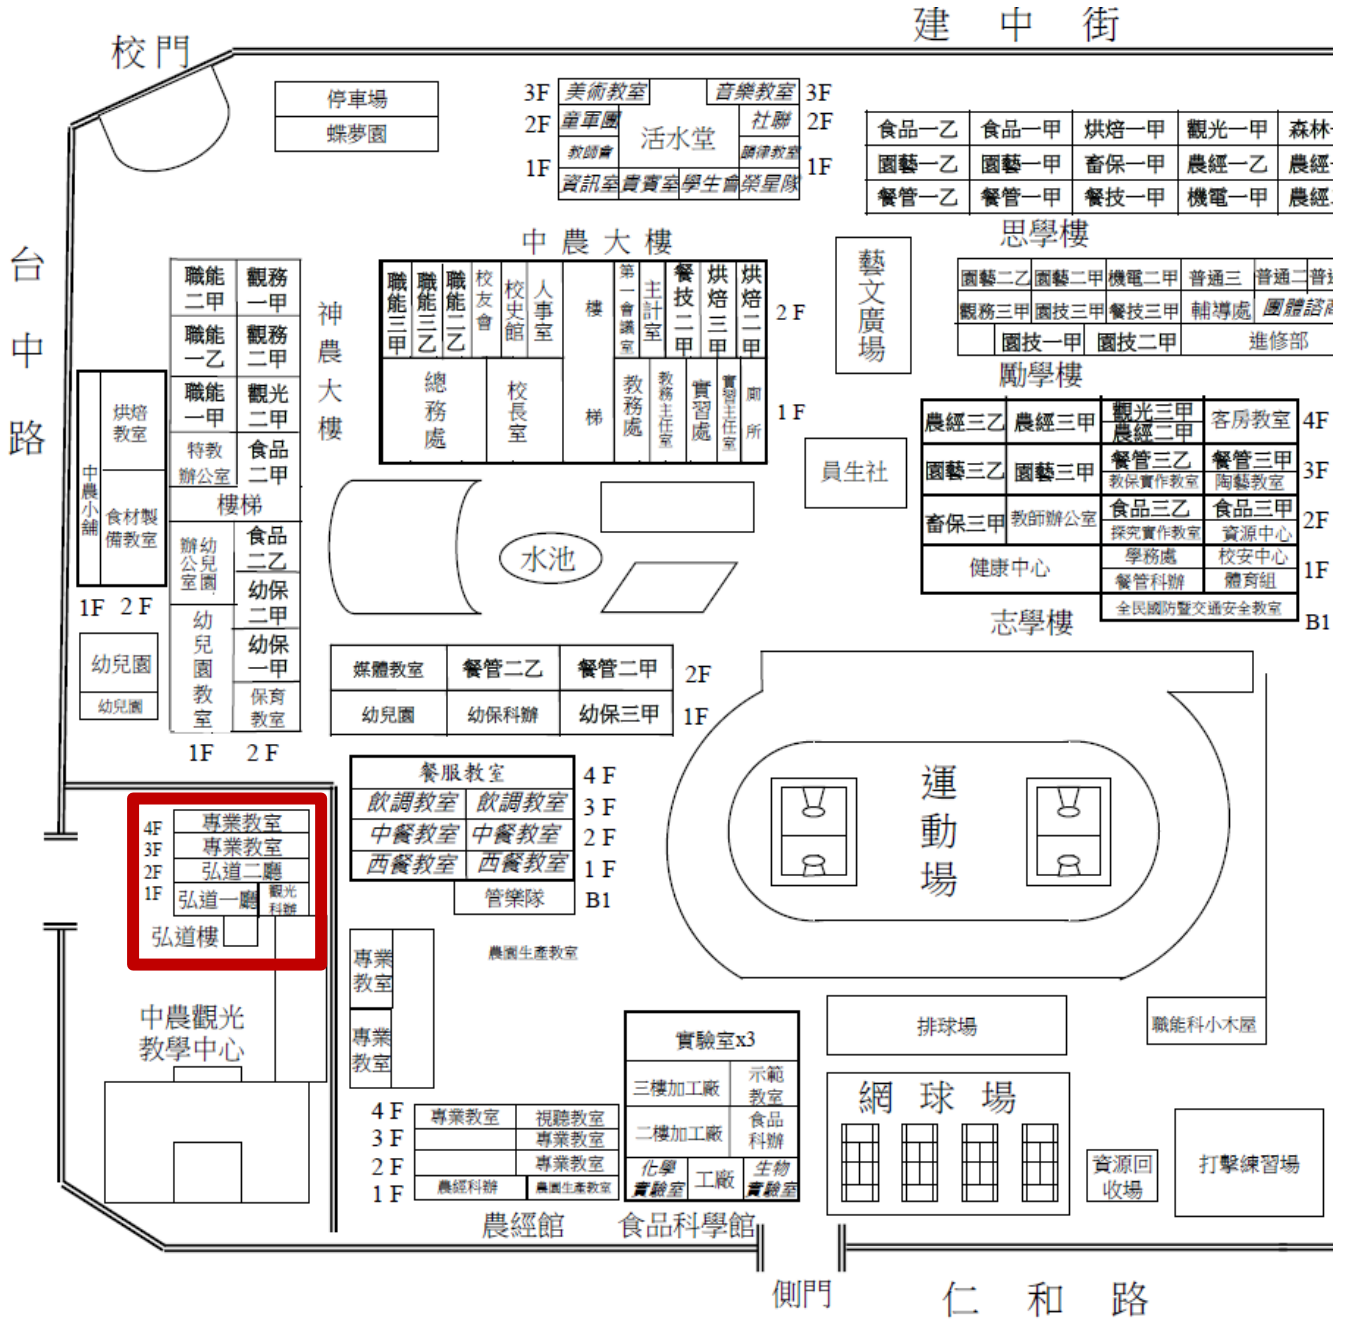 建中街
校門
停車場
蝶夢園
3F 美術教室 音樂教室 3F
2F 童軍團 活水堂 社聯 2F
1F 教師會 韻律教室 1F
資訊室 貴賓室 學生會 榮星隊
食品一乙 食品一甲 烘焙一甲 觀光一甲 森林一
園藝一乙 園藝一甲 畜保一甲 農經一乙 農經
餐管一乙 餐管一甲 餐技一甲 機電一甲 農經
思學樓
台中路
中農大樓
職能三甲 職能三乙 職能二乙 校友會 校史館 人事室 樓梯 第一會議室 主計室 餐技二甲 烘焙三甲 烘焙二甲 2F
總務處 校長室 教務處 教務主任室 實習處 實習主任室 廁所 1F
藝文廣場
園藝二乙 園藝二甲 機電二甲 普通三 普通二 普通
觀務三甲 園技三甲 餐技三甲 輔導處 團體諮商
園技一甲 園技二甲 進修部
勵學樓
職能二甲 觀務一甲
職能一乙 觀務二甲
職能一甲 觀光二甲
特教辦公室 食品二甲
樓梯
幼兒園辦公室 食品二乙
幼兒園教室 幼保二甲
幼保一甲
保育教室
1F 2F
神農大樓
中農小舖 烘焙教室
食材製備教室
1F 2F
幼兒園
幼兒園
員生社
農經三乙 農經三甲 觀光三甲 農經二甲 客房教室 4F
園藝三乙 園藝三甲 餐管三乙 教保實作教室 餐管三甲 陶藝教室 3F
畜保三甲 教師辦公室 食品三乙 探究實作教室 食品三甲 資源中心 2F
健康中心 學務處 校安中心 1F
餐管科辦 體育組
全民國防暨交通安全教室 B1
志學樓
水池
媒體教室 餐管二乙 餐管二甲 2F
幼兒園 幼保科辦 幼保三甲 1F
餐服教室 4F
飲調教室 飲調教室 3F
中餐教室 中餐教室 2F
西餐教室 西餐教室 1F
管樂隊 B1
運動場
4F 專業教室
3F 專業教室
2F 弘道二廳
1F 弘道一廳 觀光科辦
弘道樓
農園生產教室
專業教室
專業教室
中農觀光
教學中心
實驗室x3
三樓加工廠 示範教室
二樓加工廠 食品科辦
化學實驗室 工廠 生物實驗室
食品科學館
4F 專業教室 視聽教室
3F 專業教室
2F 專業教室
1F 農經科辦 農園生產教室
農經館
排球場
職能科小木屋
網球場
資源回收場
打擊練習場
側門
仁和路